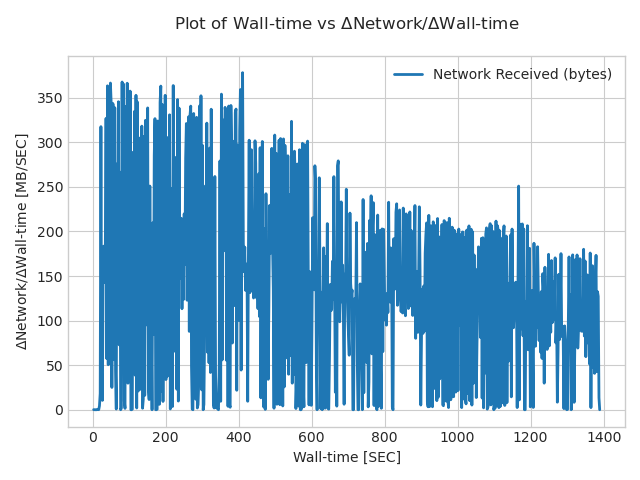 Plot of Wall-time vs ΔNetwork/ΔWall-time
Network Received (bytes)
ΔNetwork/ΔWall-time [MB/SEC]
350
300
250
200
150
100
50
0
0 200 400 600 800 1000 1200 1400
Wall-time [SEC]